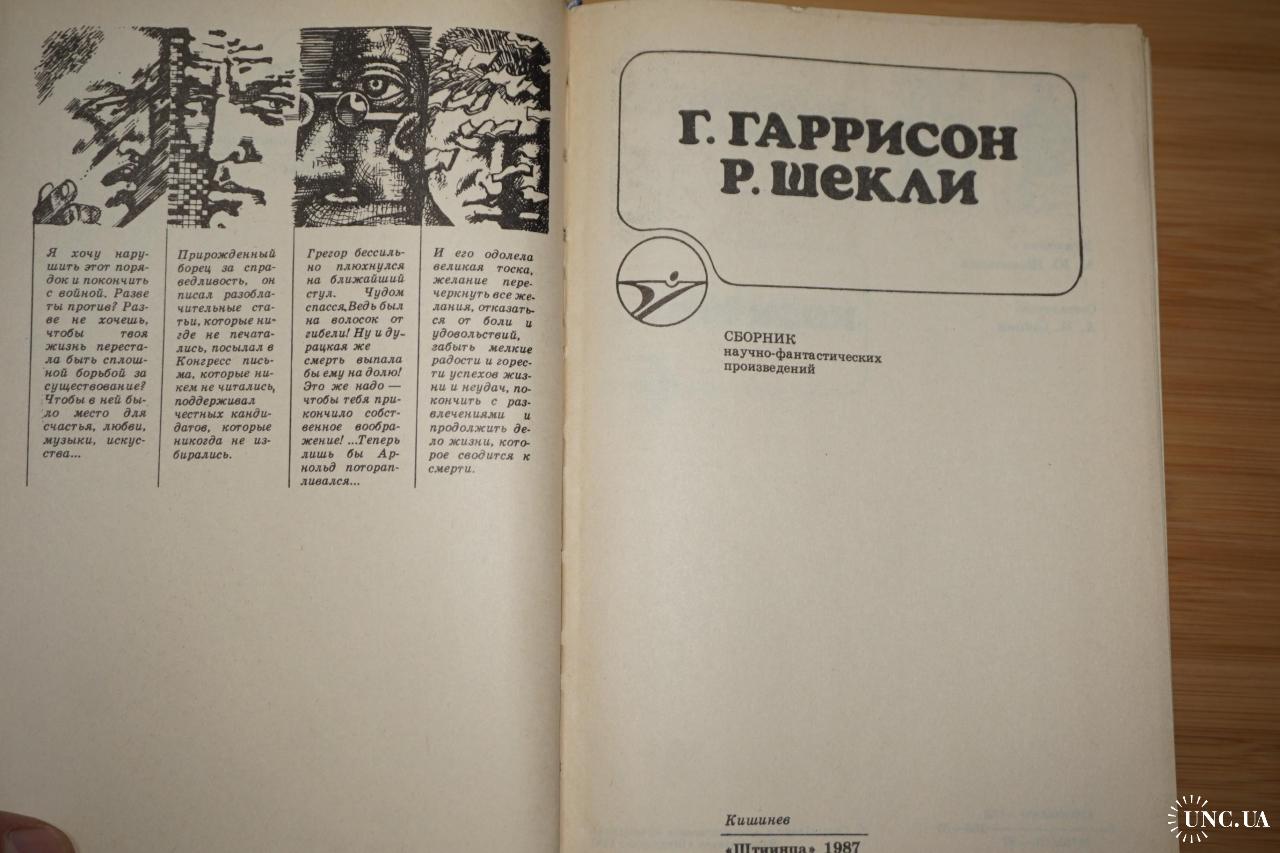 Я хочу нару-
шить этот поря-
док и покончить
с войной. Разве
ты против? Раз-
ве не хочешь,
чтобы твоя
жизнь переста-
ла быть сплош-
ной борьбой за
существование?
Чтобы в ней бы-
ло место для
счастья, любви,
музыки, искус-
ства...
Прирожденный
борец за спра-
ведливость, он
писал разобла-
чительные ста-
тьи, которые ни-
где не печата-
лись, посылал в
Конгресс пись-
ма, которые ни-
кем не читались,
поддерживал
честных канди-
датов, которые
никогда не из-
бирались.
Грегор бессиль-
но плюхнулся
на ближайший
стул. Чудом
спасся. Ведь был
на волосок от
гибели! Ну и ду-
рацкая же
смерть выпала
бы ему на долю!
Это же надо —
чтобы тебя при-
кончило собст-
венное вообра-
жение! ...Теперь
лишь бы Ар-
нольд поторап-
ливался...
И его одолела
великая тоска,
желание пере-
черкнуть все же-
лания, отказать-
ся от боли и
удовольствий,
забыть мелкие
радости и горес-
ти успехов жиз-
ни и неудач, по-
кончить с раз-
влечениями и
продолжить де-
ло жизни, кото-
рое сводится к
смерти.
Г. ГАРРИСОН
Р. ШЕКЛИ
СБОРНИК
научно-фантастических
произведений
Кишинев
«Штиинца» 1987
UNC.UA